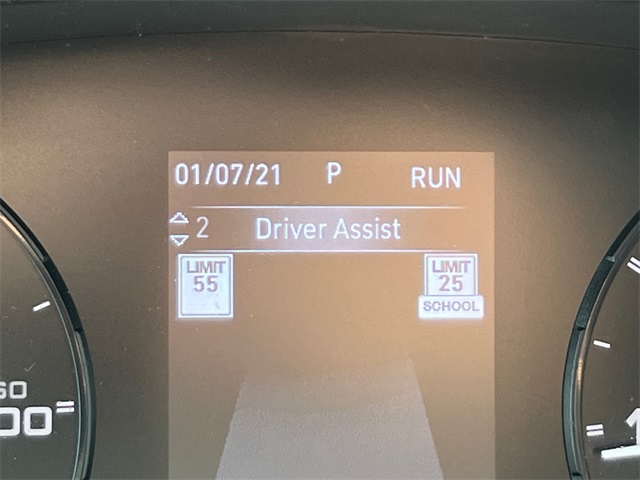 01/07/21 P RUN
2 Driver Assist
LIMIT
55
LIMIT
25
SCHOOL